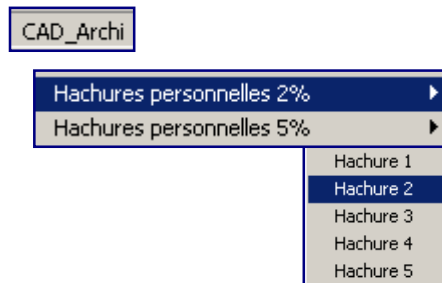 CAD_Archi
Hachures personnelles 2%
Hachures personnelles 5%
Hachure 1
Hachure 2
Hachure 3
Hachure 4
Hachure 5